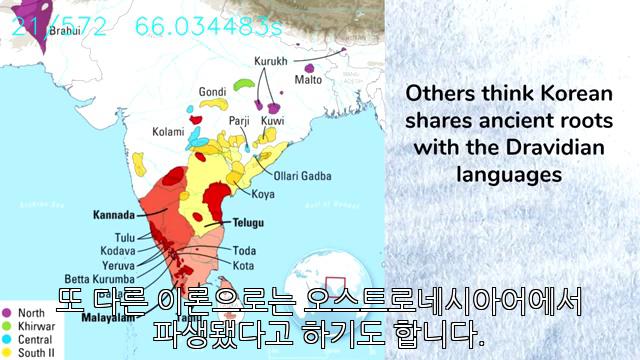 21/572 66.034483s
Brahui
Kurukh
Malto
Gondi
Parji
Kuwi
Kolami
Ollari Gadba
Koya
Kannada
Telugu
Tulu
Kodava
Yeruva
Betta Kurumba
Toda
Kota
Malayalam
Tamil
North
Khirwar
Central
South II
Others think Korean
shares ancient roots
with the Dravidian
languages
또 다른 이론으로는 오스트로네시아어에서
파생됐다고 하기도 합니다.